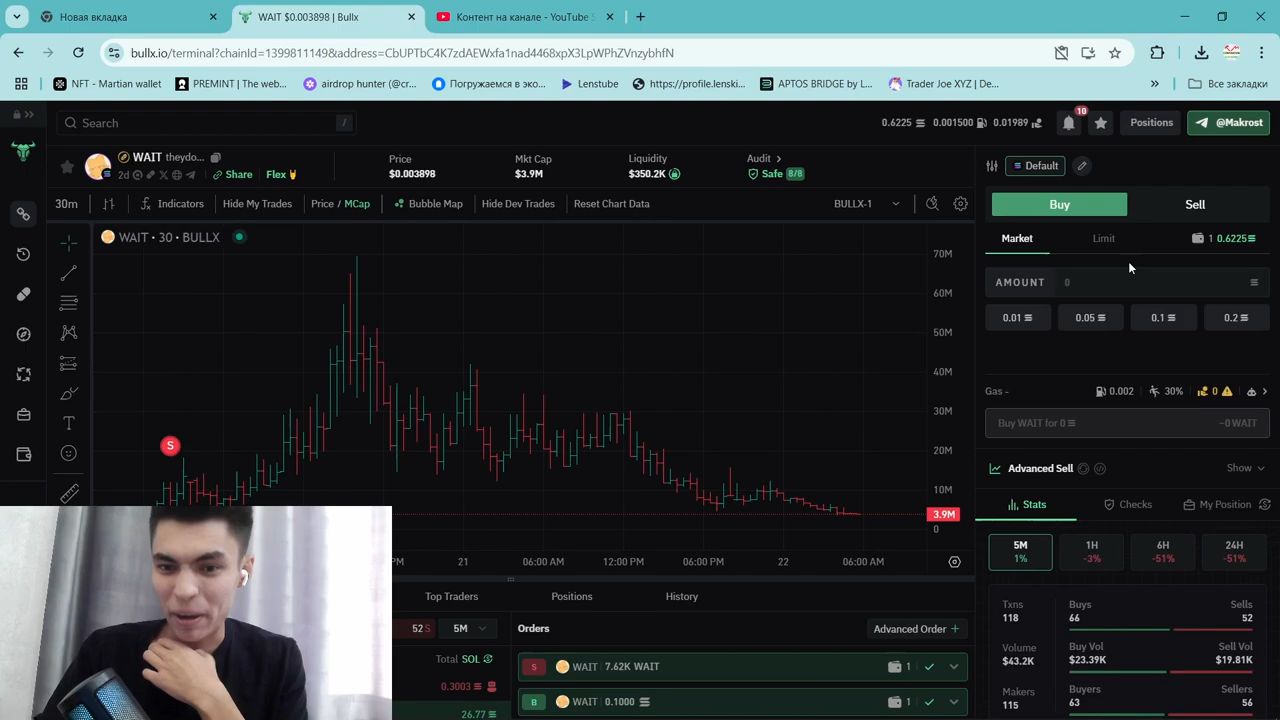 Новая вкладка
WAIT $0.003898 | Bullx
Контент на канале - YouTube S
bullx.io/terminal?chainId=1399811149&address=CbUPTbC4K7zdAEWxfa1nad4468xpX3LpWPhZVnzybhfN
NFT - Martian wallet
PREMINT | The web...
airdrop hunter (@cr...
Погружаемся в эко...
Lenstube
https://profile.lenski...
APTOS BRIDGE by L...
Trader Joe XYZ | De...
Все закладки
Search /
0.6225 0.001500 0.01989
10
Positions
@Makrost
WAIT theydo...
2d
Share
Flex
Price
$0.003898
Mkt Cap
$3.9M
Liquidity
$350.2K
Audit
Safe 8/8
Default
30m
Indicators
Hide My Trades
Price / MCap
Bubble Map
Hide Dev Trades
Reset Chart Data
BULLX-1
Buy
Sell
WAIT · 30 · BULLX
Market
Limit
1 0.6225
AMOUNT 0
0.01
0.05
0.1
0.2
70M
60M
50M
40M
30M
20M
10M
3.9M
0
S
Gas -
0.002
30%
0
Buy WAIT for 0
~0 WAIT
Advanced Sell
Show
Stats
Checks
My Position
PM
21
06:00 AM
12:00 PM
06:00 PM
22
06:00 AM
5M
1%
1H
-3%
6H
-51%
24H
-51%
Top Traders
Positions
History
52 S
5M
Orders
Advanced Order +
Total SOL
0.3003
26.77
S WAIT 7.62K WAIT 1
B WAIT 0.1000 1
Txns
118
Buys
66
Sells
52
Volume
$43.2K
Buy Vol
$23.39K
Sell Vol
$19.81K
Makers
115
Buyers
63
Sellers
56